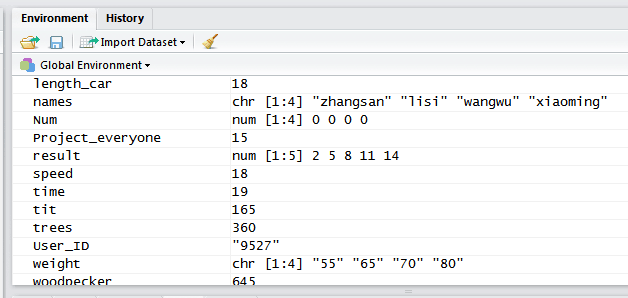 Environment History
Import Dataset
Global Environment
length_car 18
names chr [1:4] "zhangsan" "lisi" "wangwu" "xiaoming"
Num num [1:4] 0 0 0 0
Project_everyone 15
result num [1:5] 2 5 8 11 14
speed 18
time 19
tit 165
trees 360
User_ID "9527"
weight chr [1:4] "55" "65" "70" "80"
woodpecker 645